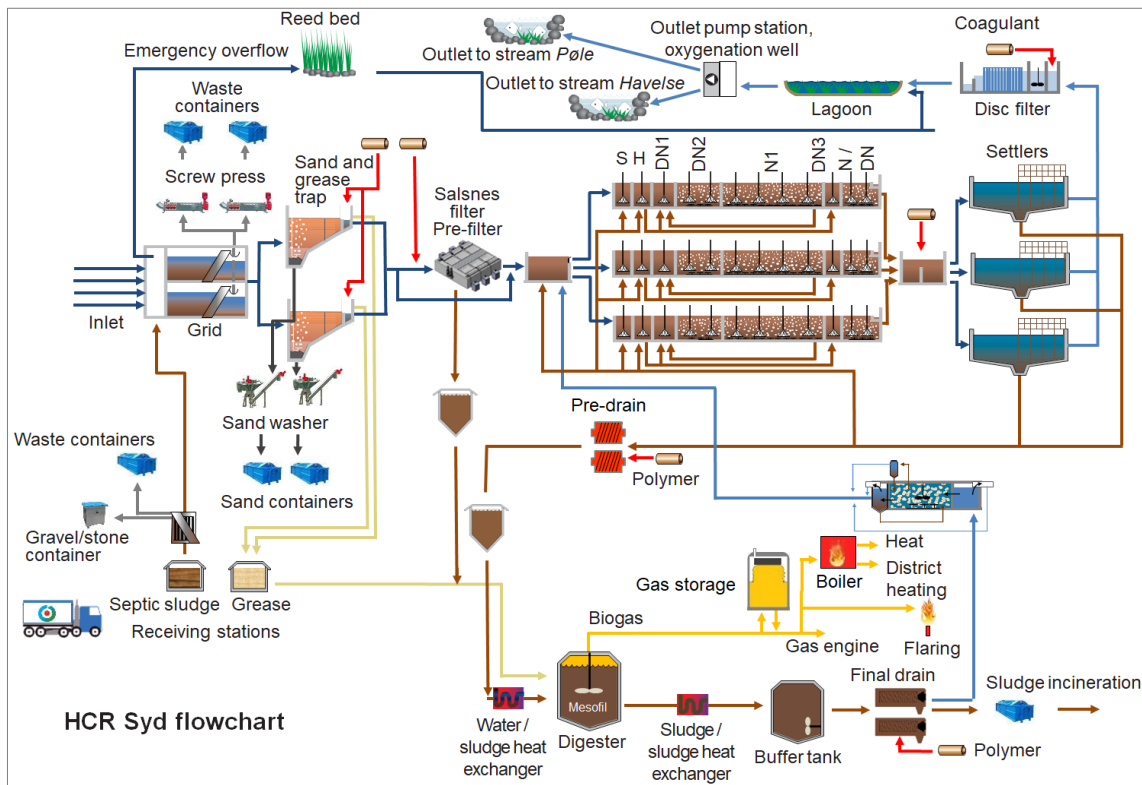 Reed bed
Emergency overflow
Outlet to stream Pøle
Outlet pump station,
oxygenation well
Coagulant
Waste
containers
Outlet to stream Havelse
Lagoon
Disc filter
Screw press
Sand and
grease
trap
Salsnes
filter
Pre-filter
S
H
DN1
DN2
N1
DN3
N /
DN
Settlers
Inlet
Grid
Sand washer
Sand containers
Pre-drain
Polymer
Waste containers
Gravel/stone
container
Septic sludge
Grease
Receiving stations
Gas storage
Boiler
Heat
District
heating
Biogas
Gas engine
Flaring
Mesofil
Digester
Water /
sludge heat
exchanger
Sludge /
sludge heat
exchanger
Buffer tank
Final drain
Sludge incineration
Polymer
HCR Syd flowchart